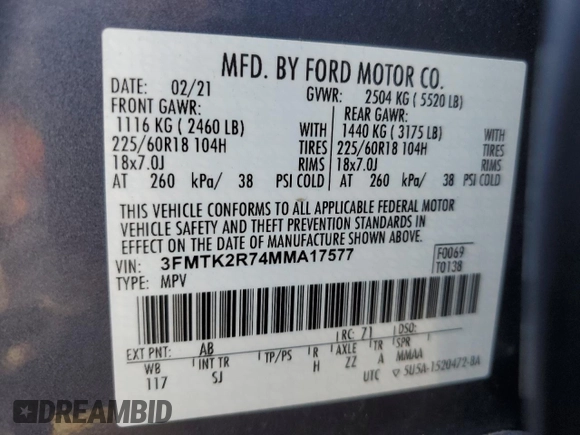 MFD. BY FORD MOTOR CO.
DATE: 02/21 GVWR: 2504 KG ( 5520 LB)
FRONT GAWR: REAR GAWR:
1116 KG ( 2460 LB) WITH 1440 KG ( 3175 LB) WITH
225/60R18 104H TIRES 225/60R18 104H TIRES
18x7.0J RIMS 18x7.0J RIMS
AT 260 kPa/ 38 PSI COLD AT 260 kPa/ 38 PSI COLD
THIS VEHICLE CONFORMS TO ALL APPLICABLE FEDERAL MOTOR
VEHICLE SAFETY AND THEFT PREVENTION STANDARDS IN
EFFECT ON THE DATE OF MANUFACTURE SHOWN ABOVE.
VIN: 3FMTK2R74MMA17577 F0069
TYPE: MPV T0138
EXT PNT: AB RC: 71 DSO:
WB INT TR TP/PS R AXLE TR SPR
117 SJ H ZZ A MMAA
UTC SU5A-1520472-BA
DREAMBID